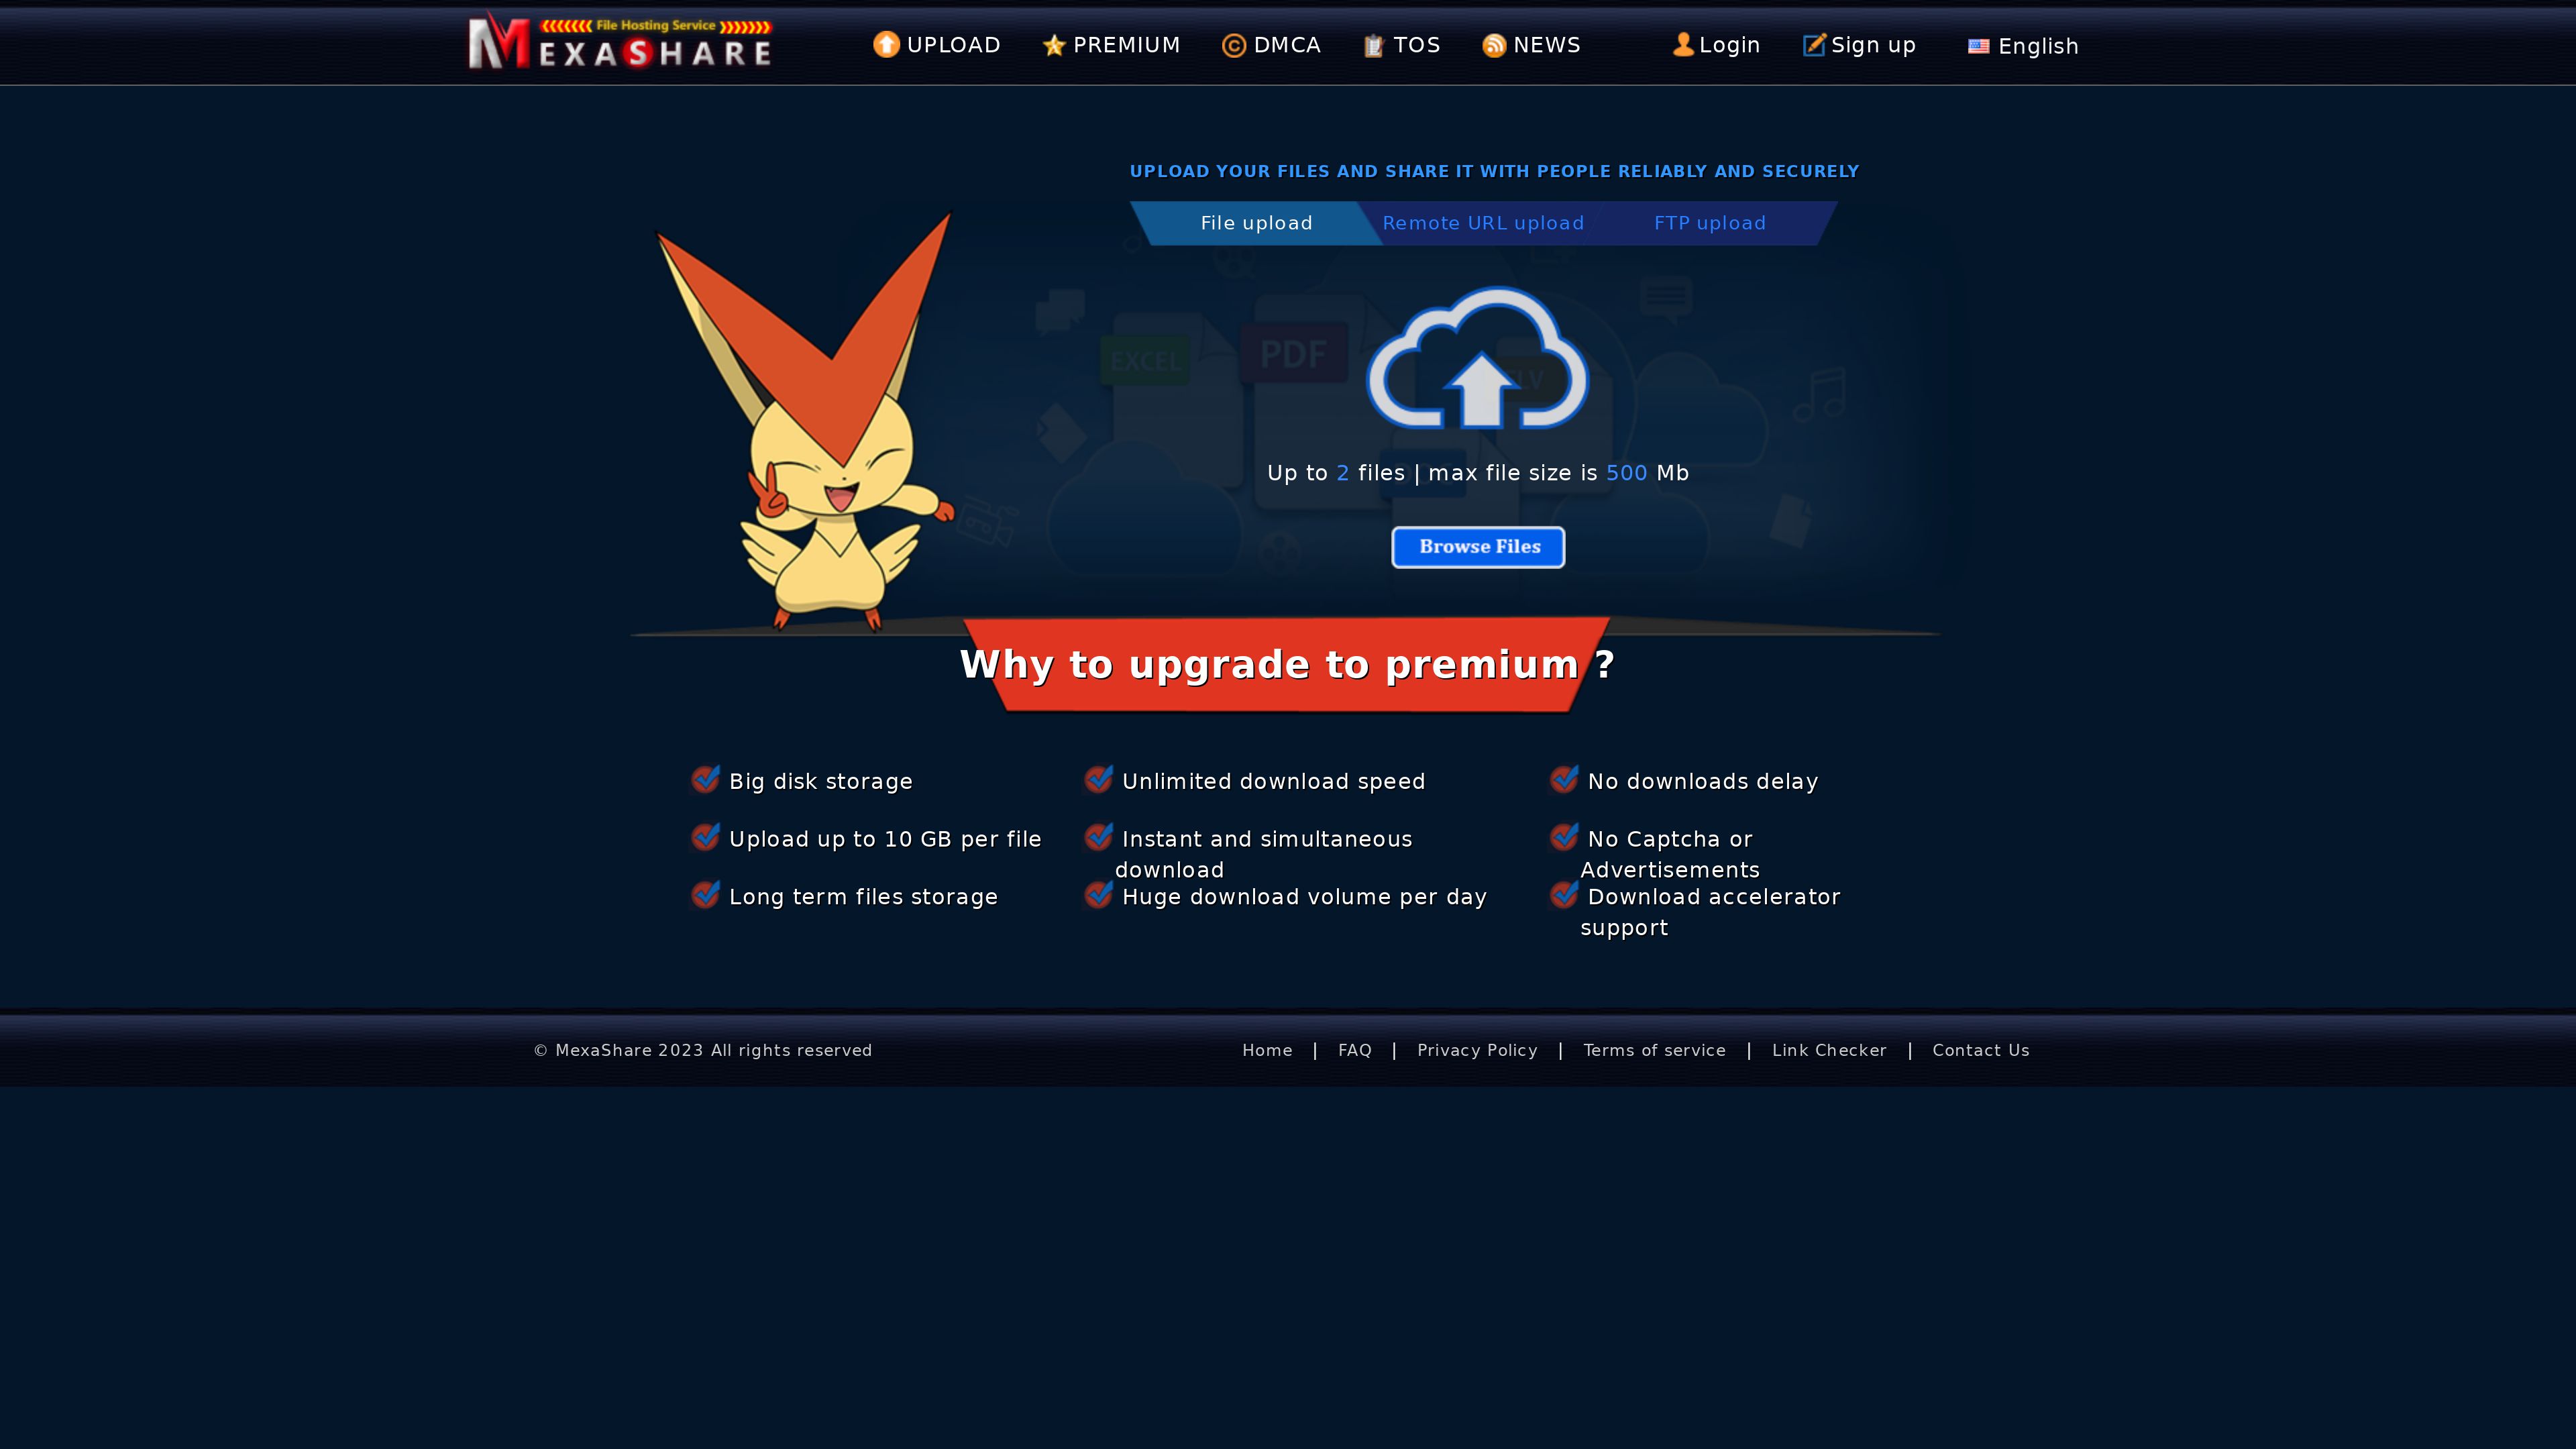 File Hosting Service
MEXASHARE
UPLOAD
PREMIUM
DMCA
TOS
NEWS
Login
Sign up
English
UPLOAD YOUR FILES AND SHARE IT WITH PEOPLE RELIABLY AND SECURELY
File upload
Remote URL upload
FTP upload
EXCEL
PDF
Up to 2 files | max file size is 500 Mb
Browse Files
Why to upgrade to premium ?
Big disk storage
Unlimited download speed
No downloads delay
Upload up to 10 GB per file
Instant and simultaneous
download
No Captcha or
Advertisements
Long term files storage
Huge download volume per day
Download accelerator
support
© MexaShare 2023 All rights reserved
Home | FAQ | Privacy Policy | Terms of service | Link Checker | Contact Us